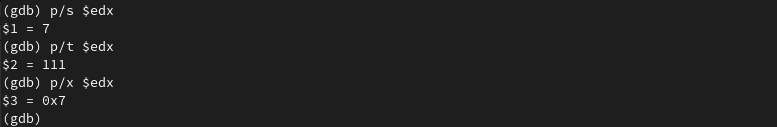 (gdb) p/s $edx
$1 = 7
(gdb) p/t $edx
$2 = 111
(gdb) p/x $edx
$3 = 0x7
(gdb)